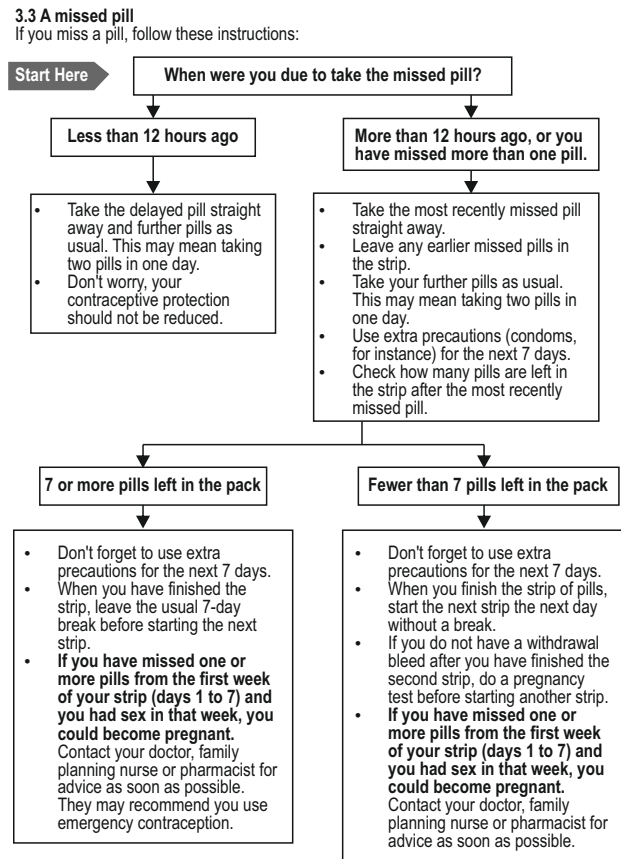 3.3 A missed pill
If you miss a pill, follow these instructions:
Start Here
When were you due to take the missed pill?
Less than 12 hours ago
More than 12 hours ago, or you
have missed more than one pill.
• Take the delayed pill straight
away and further pills as
usual. This may mean taking
two pills in one day.
• Don't worry, your
contraceptive protection
should not be reduced.
• Take the most recently missed pill
straight away.
• Leave any earlier missed pills in
the strip.
• Take your further pills as usual.
This may mean taking two pills in
one day.
• Use extra precautions (condoms,
for instance) for the next 7 days.
• Check how many pills are left in
the strip after the most recently
missed pill.
7 or more pills left in the pack
Fewer than 7 pills left in the pack
• Don't forget to use extra
precautions for the next 7 days.
• When you have finished the
strip, leave the usual 7-day
break before starting the next
strip.
• If you have missed one or
more pills from the first week
of your strip (days 1 to 7) and
you had sex in that week, you
could become pregnant.
Contact your doctor, family
planning nurse or pharmacist for
advice as soon as possible.
They may recommend you use
emergency contraception.
• Don't forget to use extra
precautions for the next 7 days.
• When you finish the strip of pills,
start the next strip the next day
without a break.
• If you do not have a withdrawal
bleed after you have finished the
second strip, do a pregnancy
test before starting another strip.
• If you have missed one or
more pills from the first week
of your strip (days 1 to 7) and
you had sex in that week, you
could become pregnant.
Contact your doctor, family
planning nurse or pharmacist for
advice as soon as possible.